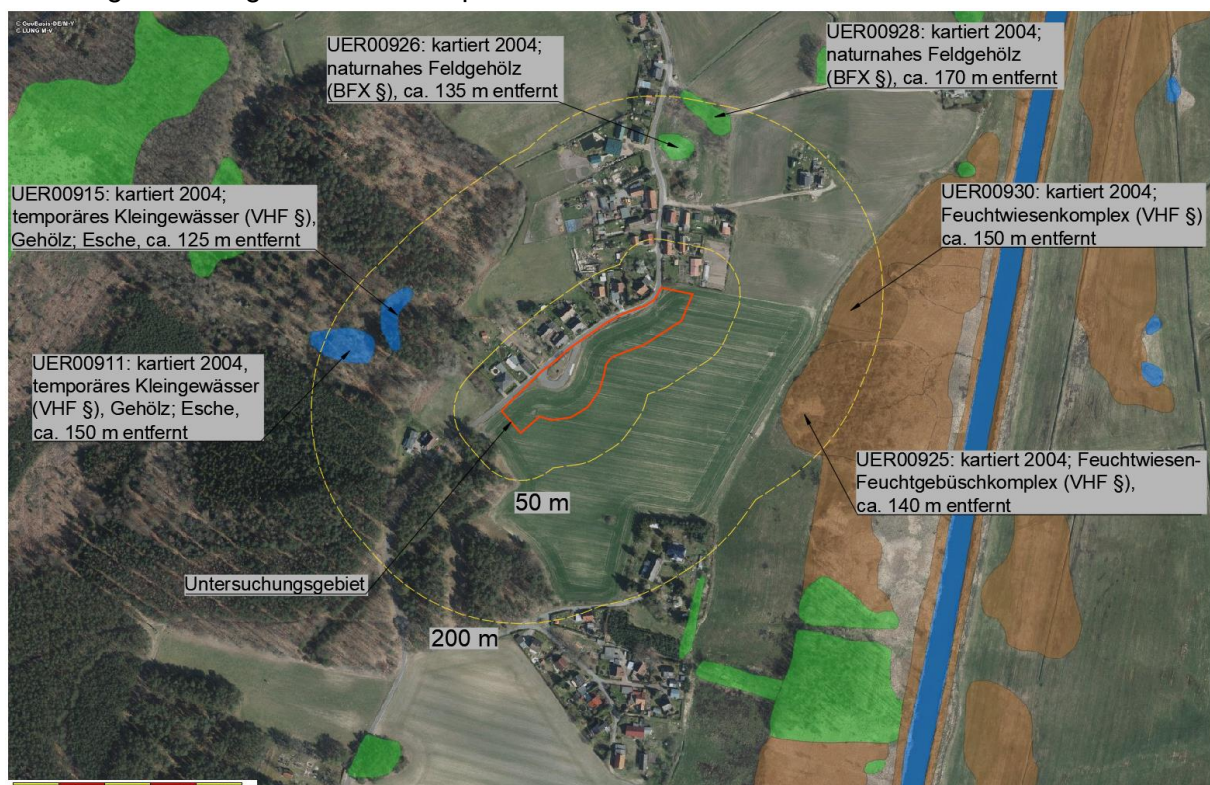 © GeoBasis-DE/M-V
© LUNG M-V
UER00926: kartiert 2004;
naturnahes Feldgehölz
(BFX §), ca. 135 m entfernt
UER00928: kartiert 2004;
naturnahes Feldgehölz
(BFX §), ca. 170 m entfernt
UER00915: kartiert 2004;
temporäres Kleingewässer (VHF §),
Gehölz; Esche, ca. 125 m entfernt
UER00930: kartiert 2004;
Feuchtwiesenkomplex (VHF §)
ca. 150 m entfernt
UER00911: kartiert 2004,
temporäres Kleingewässer
(VHF §), Gehölz; Esche,
ca. 150 m entfernt
UER00925: kartiert 2004; Feuchtwiesen-
Feuchtgebüschkomplex (VHF §),
ca. 140 m entfernt
50 m
Untersuchungsgebiet
200 m